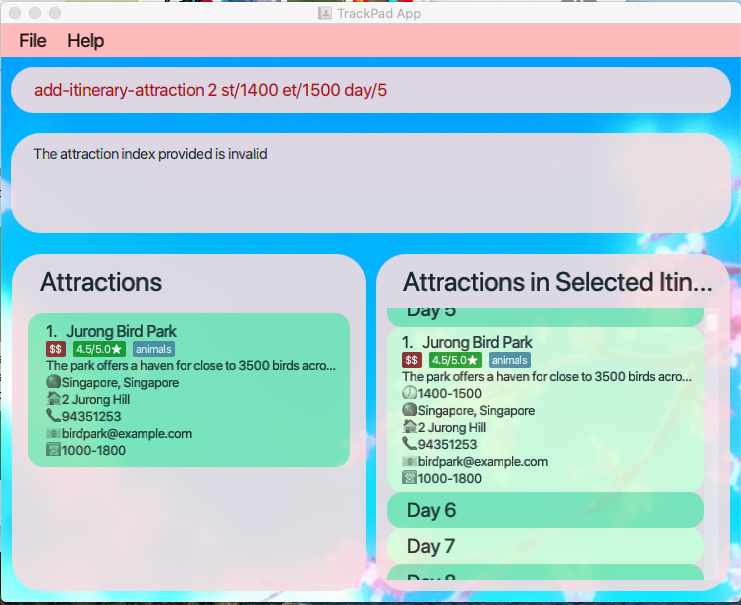 TrackPad App
File Help
add-itinerary-attraction 2 st/1400 et/1500 day/5
The attraction index provided is invalid
Attractions
1. Jurong Bird Park
$$ 4.5/5.0★ animals
The park offers a haven for close to 3500 birds acro...
Singapore, Singapore
2 Jurong Hill
94351253
birdpark@example.com
1000-1800
Attractions in Selected Itin...
Day 5
1. Jurong Bird Park
$$ 4.5/5.0★ animals
The park offers a haven for close to 3500 birds acro...
1400-1500
Singapore, Singapore
2 Jurong Hill
94351253
birdpark@example.com
1000-1800
Day 6
Day 7
Day 8